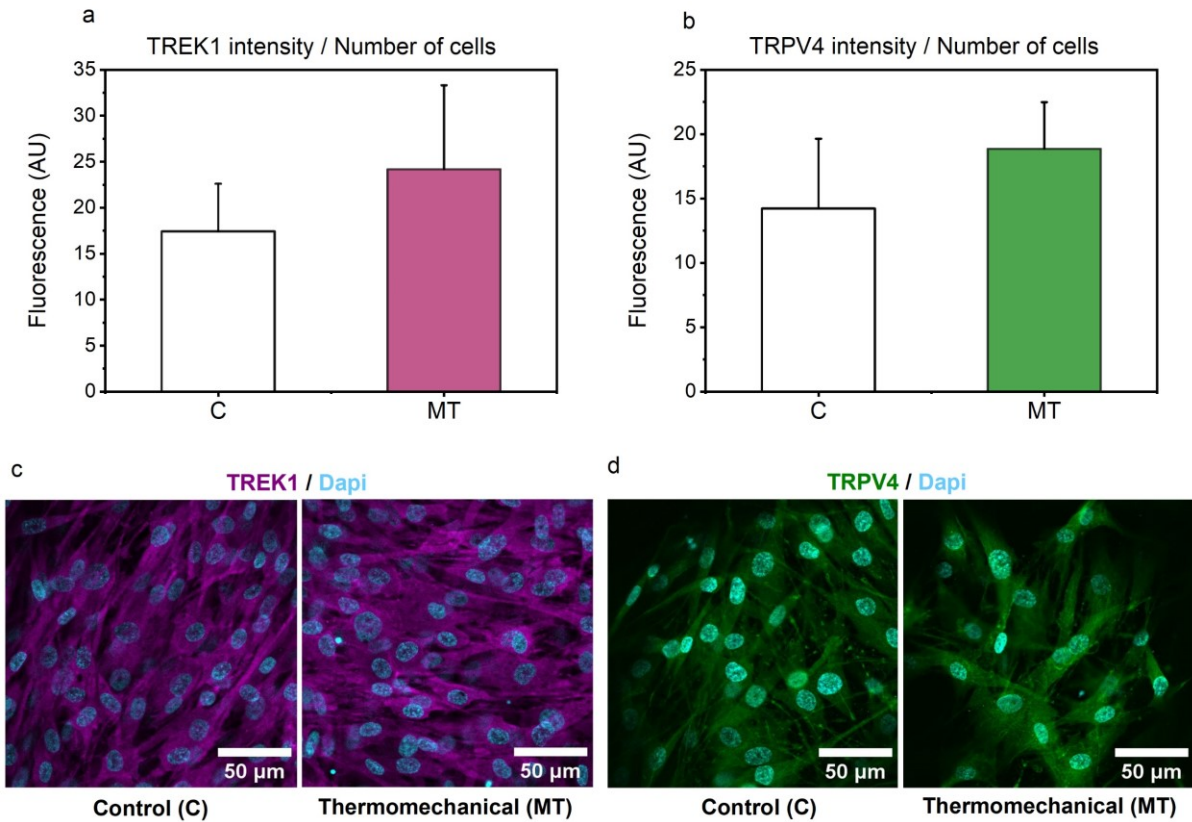 a
TREK1 intensity / Number of cells
Fluorescence (AU)
35
30
25
20
15
10
5
0
C
MT
b
TRPV4 intensity / Number of cells
Fluorescence (AU)
25
20
15
10
5
0
C
MT
c
TREK1 / Dapi
50 µm
50 µm
Control (C)
Thermomechanical (MT)
d
TRPV4 / Dapi
50 µm
50 µm
Control (C)
Thermomechanical (MT)